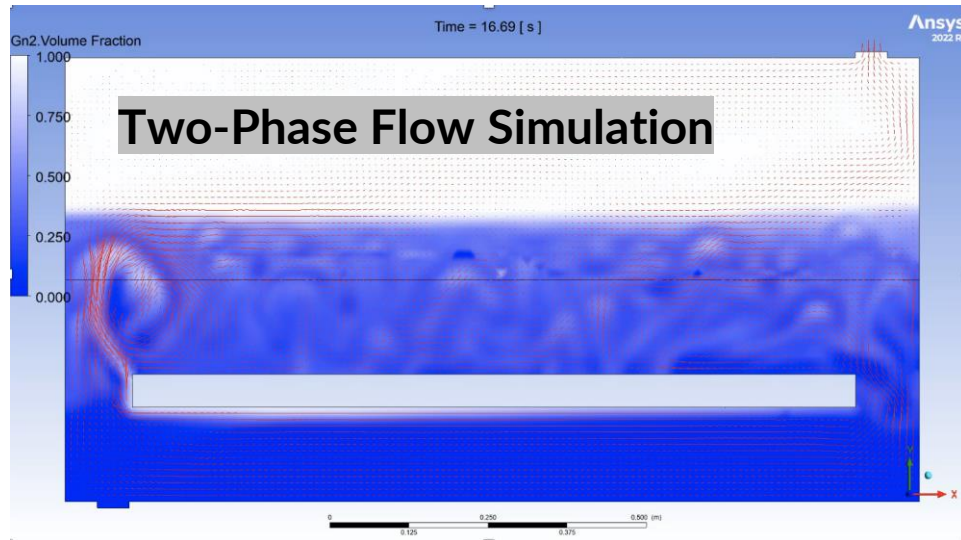 Time = 16.69 [ s ]
Ansys
2022 R
Gn2.Volume Fraction
1.000
0.750
0.500
0.250
0.000
Two-Phase Flow Simulation
Y
X
0
0.250
0.500 (m)
0.125
0.375